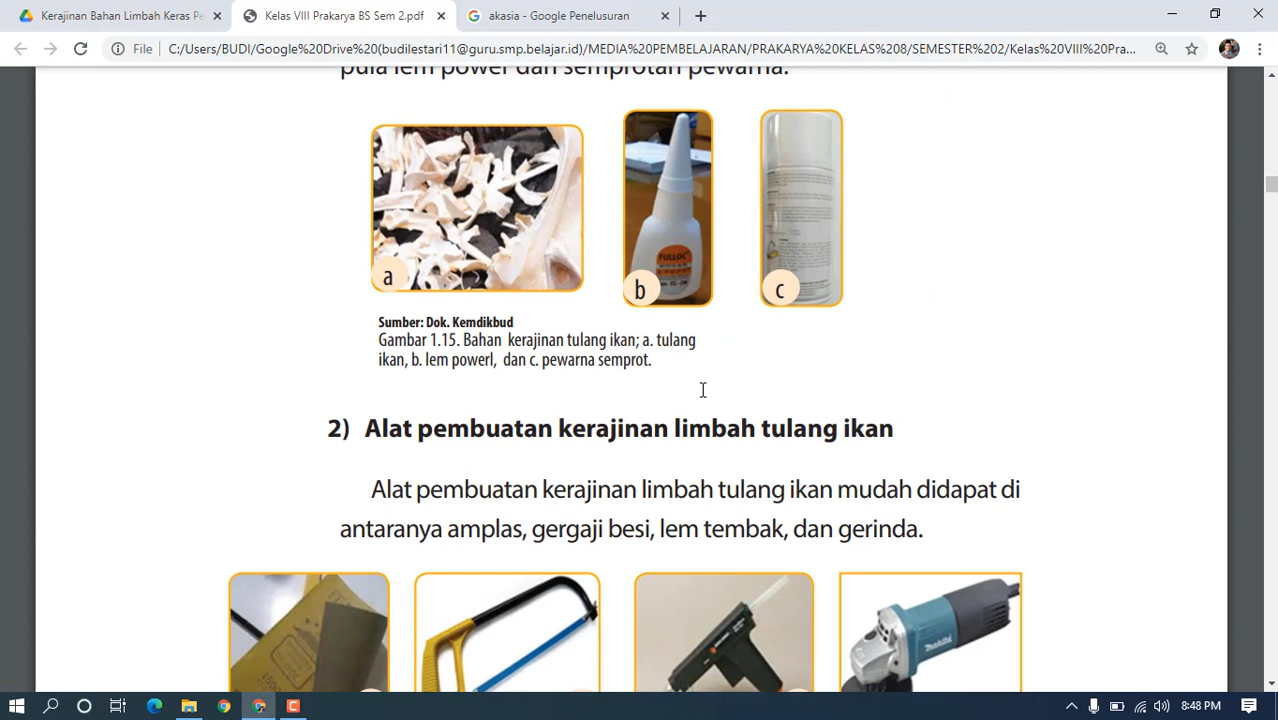 Kerajinan Bahan Limbah Keras Pe
Kelas VIII Prakarya BS Sem 2.pdf
akasia - Google Penelusuran
File
C:/Users/BUDI/Google%20Drive%20(budilestari11@guru.smp.belajar.id)/MEDIA%20PEMBELAJARAN/PRAKARYA%20KELAS%208/SEMESTER%202/Kelas%20VIII%20Pra...
pula lem power dan semprotan pewarna.
FULLOC
a
b
c
Sumber: Dok. Kemdikbud
Gambar 1.15. Bahan kerajinan tulang ikan; a. tulang
ikan, b. lem powerl, dan c. pewarna semprot.
2) Alat pembuatan kerajinan limbah tulang ikan
Alat pembuatan kerajinan limbah tulang ikan mudah didapat di
antaranya amplas, gergaji besi, lem tembak, dan gerinda.
makita
8:48 PM